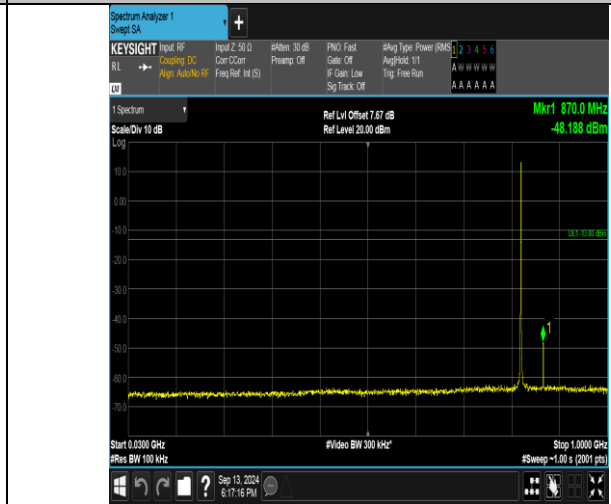 Spectrum Analyzer 1
Swept SA
+
KEYSIGHT Input: RF Input Z: 50 Ω #Atten: 30 dB PNO: Fast #Avg Type: Power (RMS 1 2 3 4 5 6
RL Coupling: DC Corr CCorr Preamp: Off Gate: Off Avg|Hold: 1/1 A W W W W W
Align: Auto/No RF Freq Ref: Int (S) IF Gain: Low Trig: Free Run
LXI Sig Track: Off A A A A A A
1 Spectrum Ref Lvl Offset 7.67 dB Mkr1 870.0 MHz
Scale/Div 10 dB Ref Level 20.00 dBm -48.188 dBm
Log
10.0
0.00
-10.0
DL1 -13.00 dBm
-20.0
-30.0
1
-40.0
-50.0
-60.0
-70.0
Start 0.0300 GHz #Video BW 300 kHz* Stop 1.0000 GHz
#Res BW 100 kHz #Sweep ~1.00 s (2001 pts)
? Sep 13, 2024
6:17:16 PM